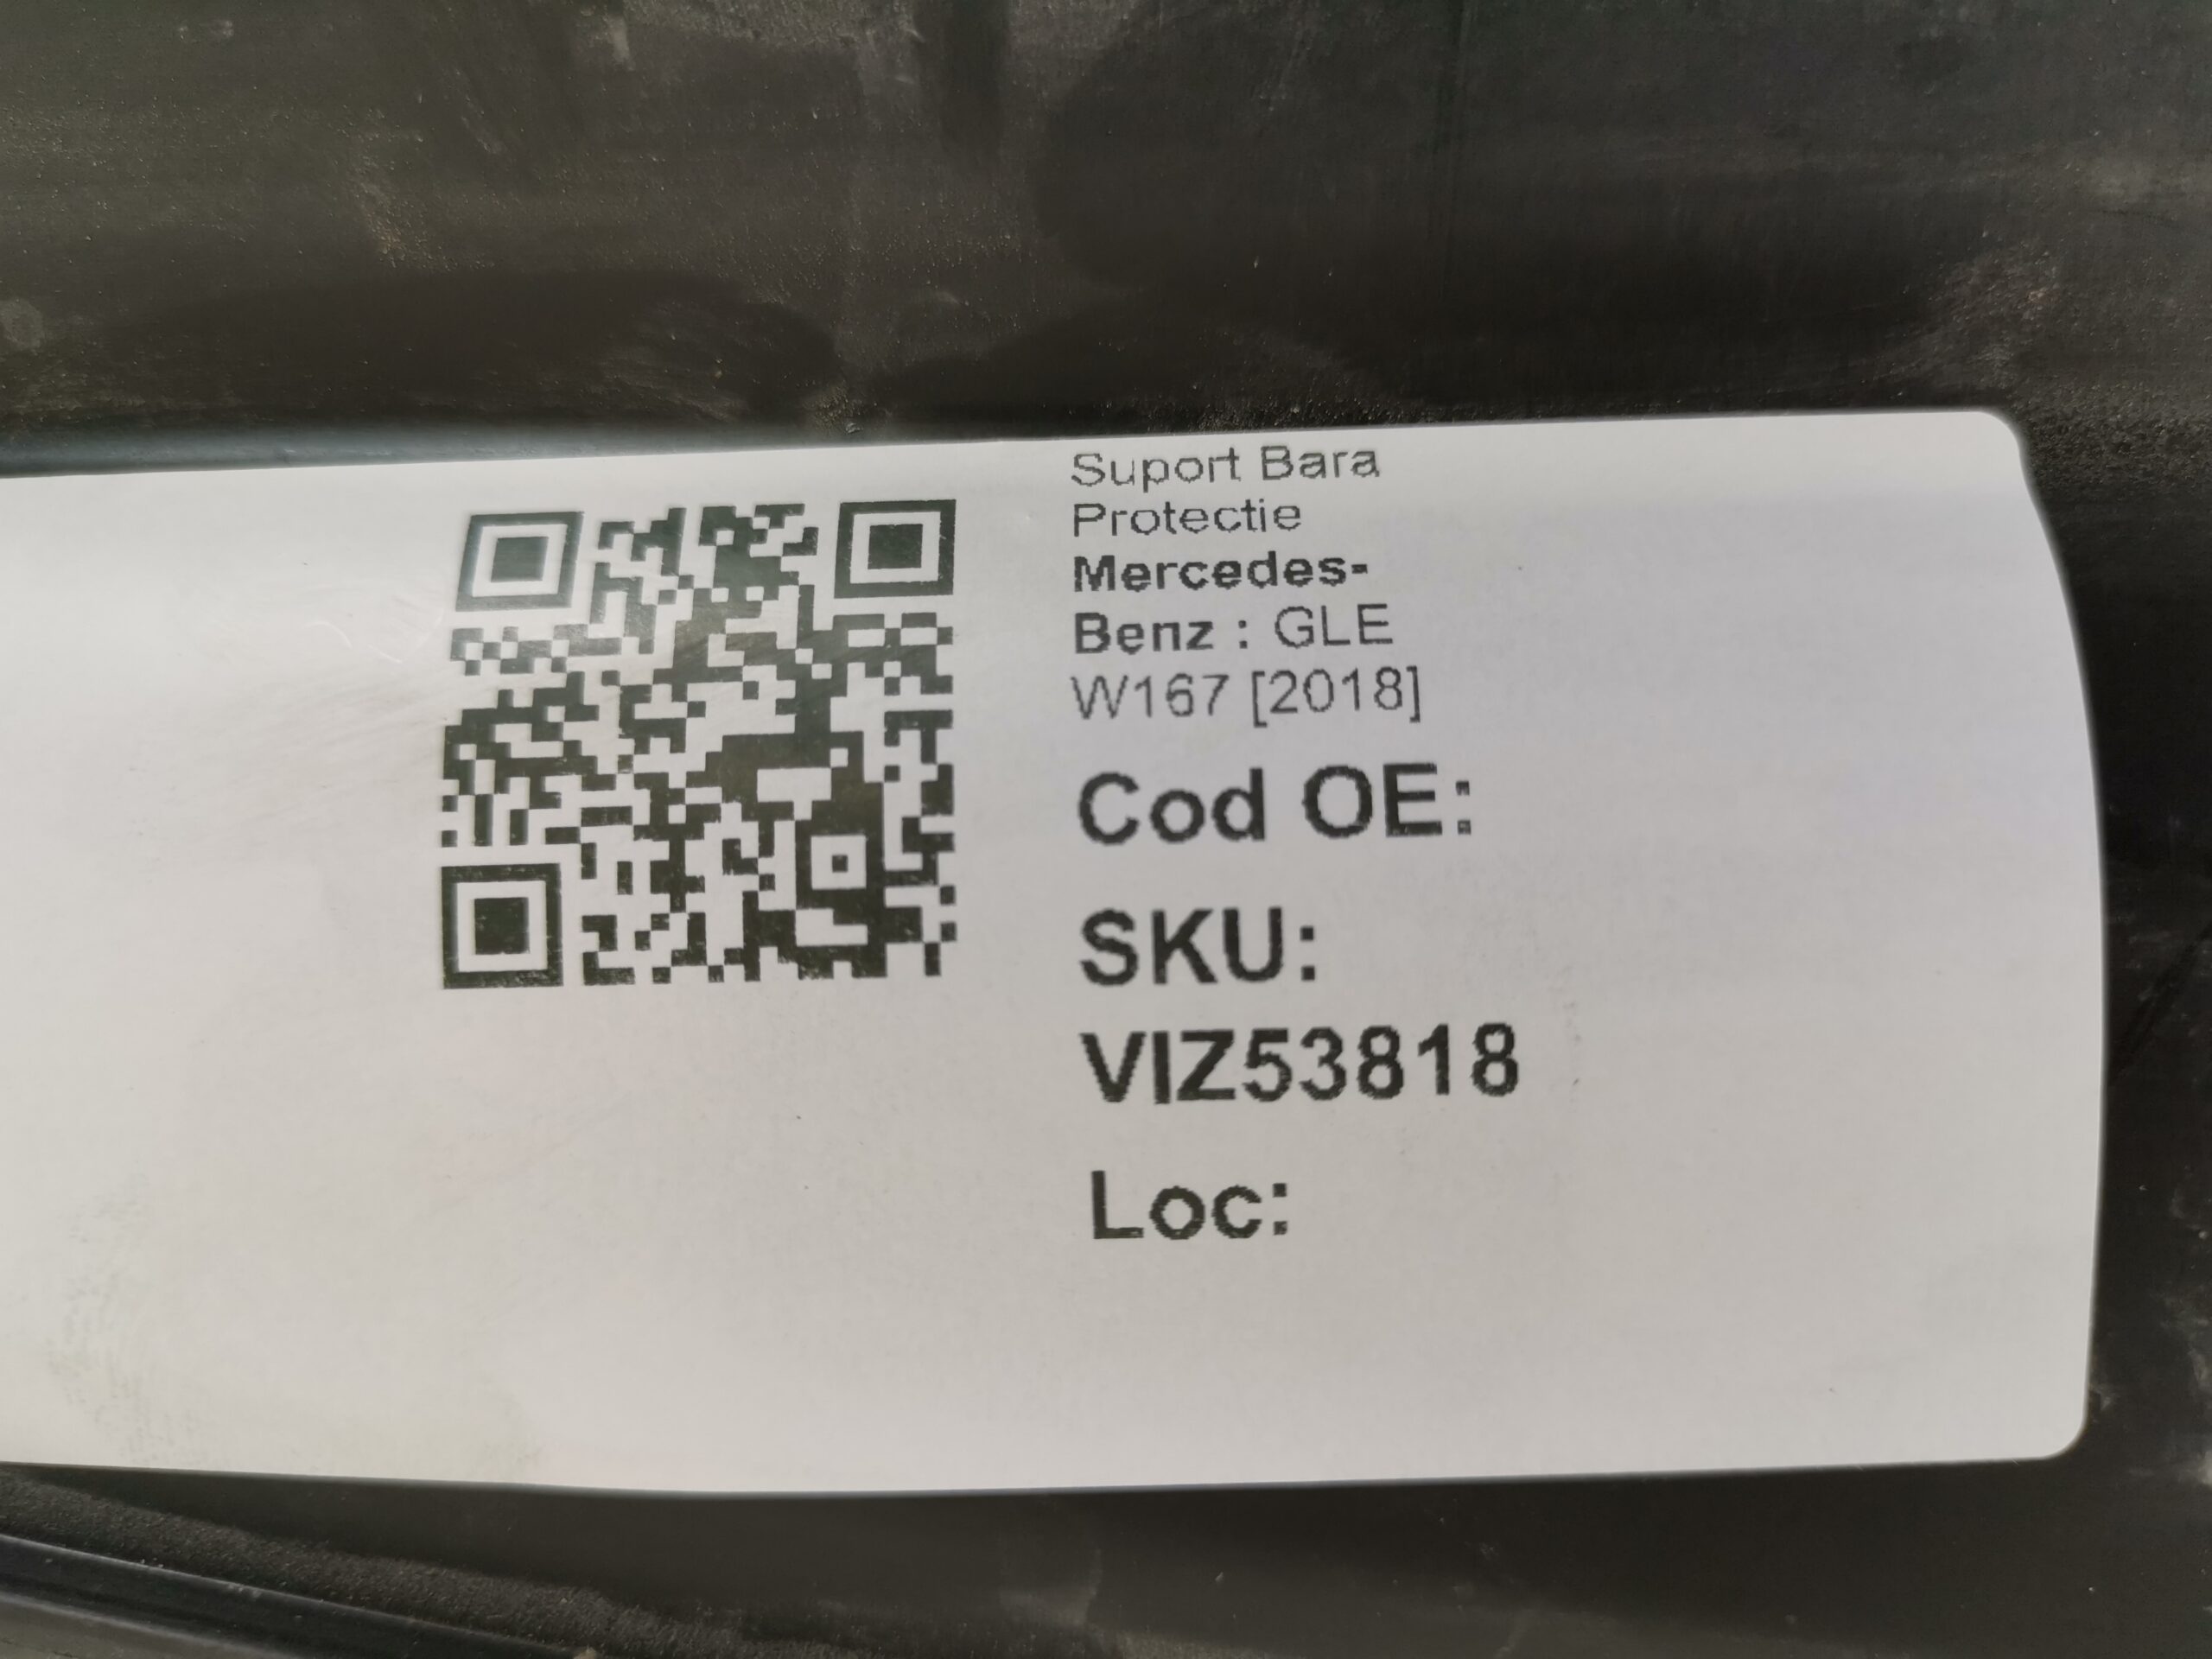 Suport Bara
Protectie
Mercedes-
Benz : GLE
W167 [2018]
Cod OE:
SKU:
VIZ53818
Loc: